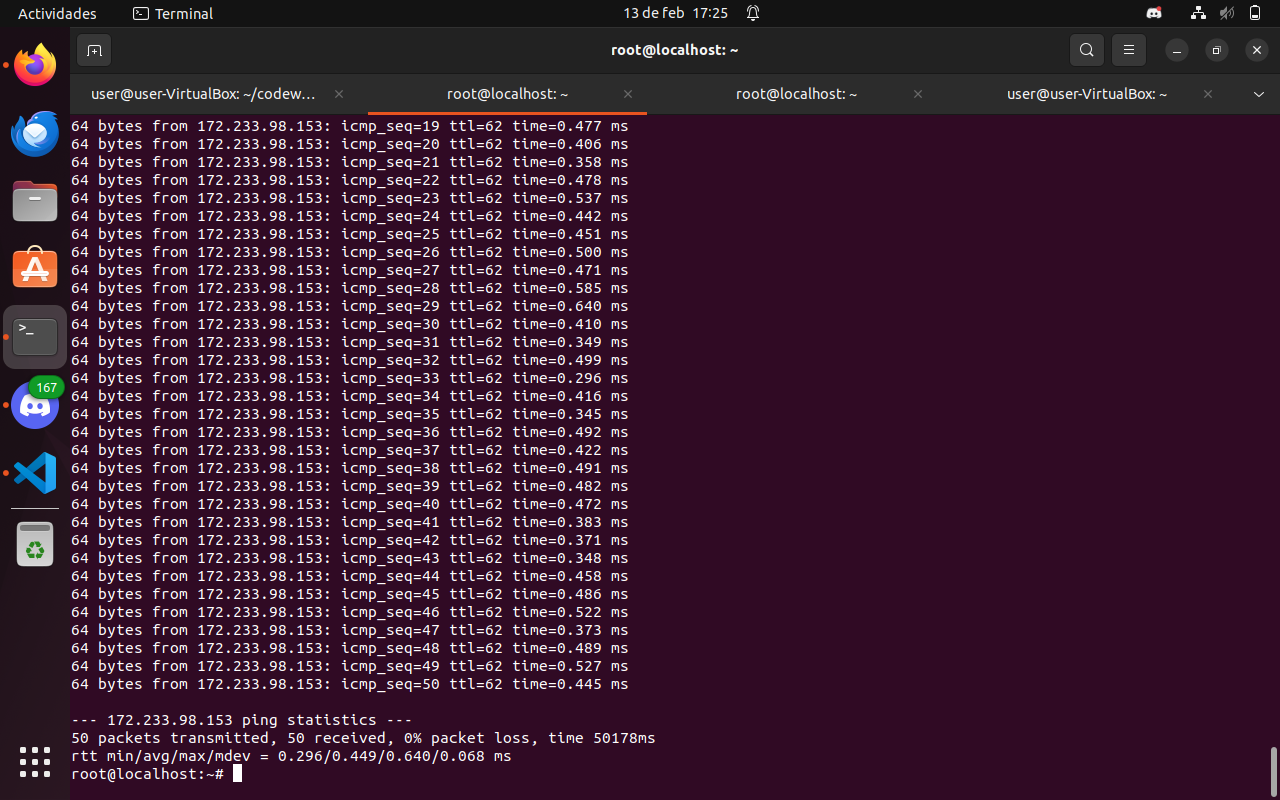 Actividades
Terminal
13 de feb 17:25
root@localhost: ~
user@user-VirtualBox: ~/codew…
root@localhost: ~
root@localhost: ~
user@user-VirtualBox: ~
64 bytes from 172.233.98.153: icmp_seq=19 ttl=62 time=0.477 ms
64 bytes from 172.233.98.153: icmp_seq=20 ttl=62 time=0.406 ms
64 bytes from 172.233.98.153: icmp_seq=21 ttl=62 time=0.358 ms
64 bytes from 172.233.98.153: icmp_seq=22 ttl=62 time=0.478 ms
64 bytes from 172.233.98.153: icmp_seq=23 ttl=62 time=0.537 ms
64 bytes from 172.233.98.153: icmp_seq=24 ttl=62 time=0.442 ms
64 bytes from 172.233.98.153: icmp_seq=25 ttl=62 time=0.451 ms
64 bytes from 172.233.98.153: icmp_seq=26 ttl=62 time=0.500 ms
64 bytes from 172.233.98.153: icmp_seq=27 ttl=62 time=0.471 ms
64 bytes from 172.233.98.153: icmp_seq=28 ttl=62 time=0.585 ms
64 bytes from 172.233.98.153: icmp_seq=29 ttl=62 time=0.640 ms
64 bytes from 172.233.98.153: icmp_seq=30 ttl=62 time=0.410 ms
64 bytes from 172.233.98.153: icmp_seq=31 ttl=62 time=0.349 ms
64 bytes from 172.233.98.153: icmp_seq=32 ttl=62 time=0.499 ms
64 bytes from 172.233.98.153: icmp_seq=33 ttl=62 time=0.296 ms
64 bytes from 172.233.98.153: icmp_seq=34 ttl=62 time=0.416 ms
64 bytes from 172.233.98.153: icmp_seq=35 ttl=62 time=0.345 ms
64 bytes from 172.233.98.153: icmp_seq=36 ttl=62 time=0.492 ms
64 bytes from 172.233.98.153: icmp_seq=37 ttl=62 time=0.422 ms
64 bytes from 172.233.98.153: icmp_seq=38 ttl=62 time=0.491 ms
64 bytes from 172.233.98.153: icmp_seq=39 ttl=62 time=0.482 ms
64 bytes from 172.233.98.153: icmp_seq=40 ttl=62 time=0.472 ms
64 bytes from 172.233.98.153: icmp_seq=41 ttl=62 time=0.383 ms
64 bytes from 172.233.98.153: icmp_seq=42 ttl=62 time=0.371 ms
64 bytes from 172.233.98.153: icmp_seq=43 ttl=62 time=0.348 ms
64 bytes from 172.233.98.153: icmp_seq=44 ttl=62 time=0.458 ms
64 bytes from 172.233.98.153: icmp_seq=45 ttl=62 time=0.486 ms
64 bytes from 172.233.98.153: icmp_seq=46 ttl=62 time=0.522 ms
64 bytes from 172.233.98.153: icmp_seq=47 ttl=62 time=0.373 ms
64 bytes from 172.233.98.153: icmp_seq=48 ttl=62 time=0.489 ms
64 bytes from 172.233.98.153: icmp_seq=49 ttl=62 time=0.527 ms
64 bytes from 172.233.98.153: icmp_seq=50 ttl=62 time=0.445 ms
--- 172.233.98.153 ping statistics ---
50 packets transmitted, 50 received, 0% packet loss, time 50178ms
rtt min/avg/max/mdev = 0.296/0.449/0.640/0.068 ms
root@localhost:~#
167